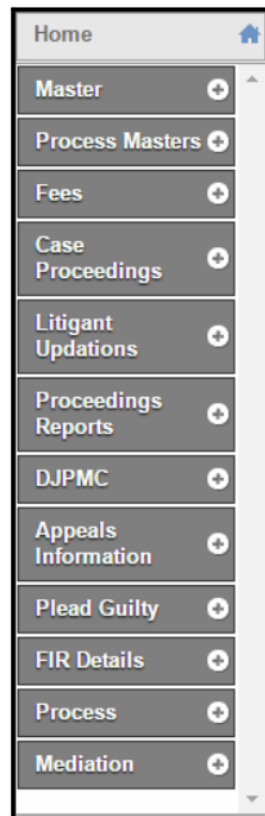 Home
Master
Process Masters
Fees
Case
Proceedings
Litigant
Updations
Proceedings
Reports
DJPMC
Appeals
Information
Plead Guilty
FIR Details
Process
Mediation